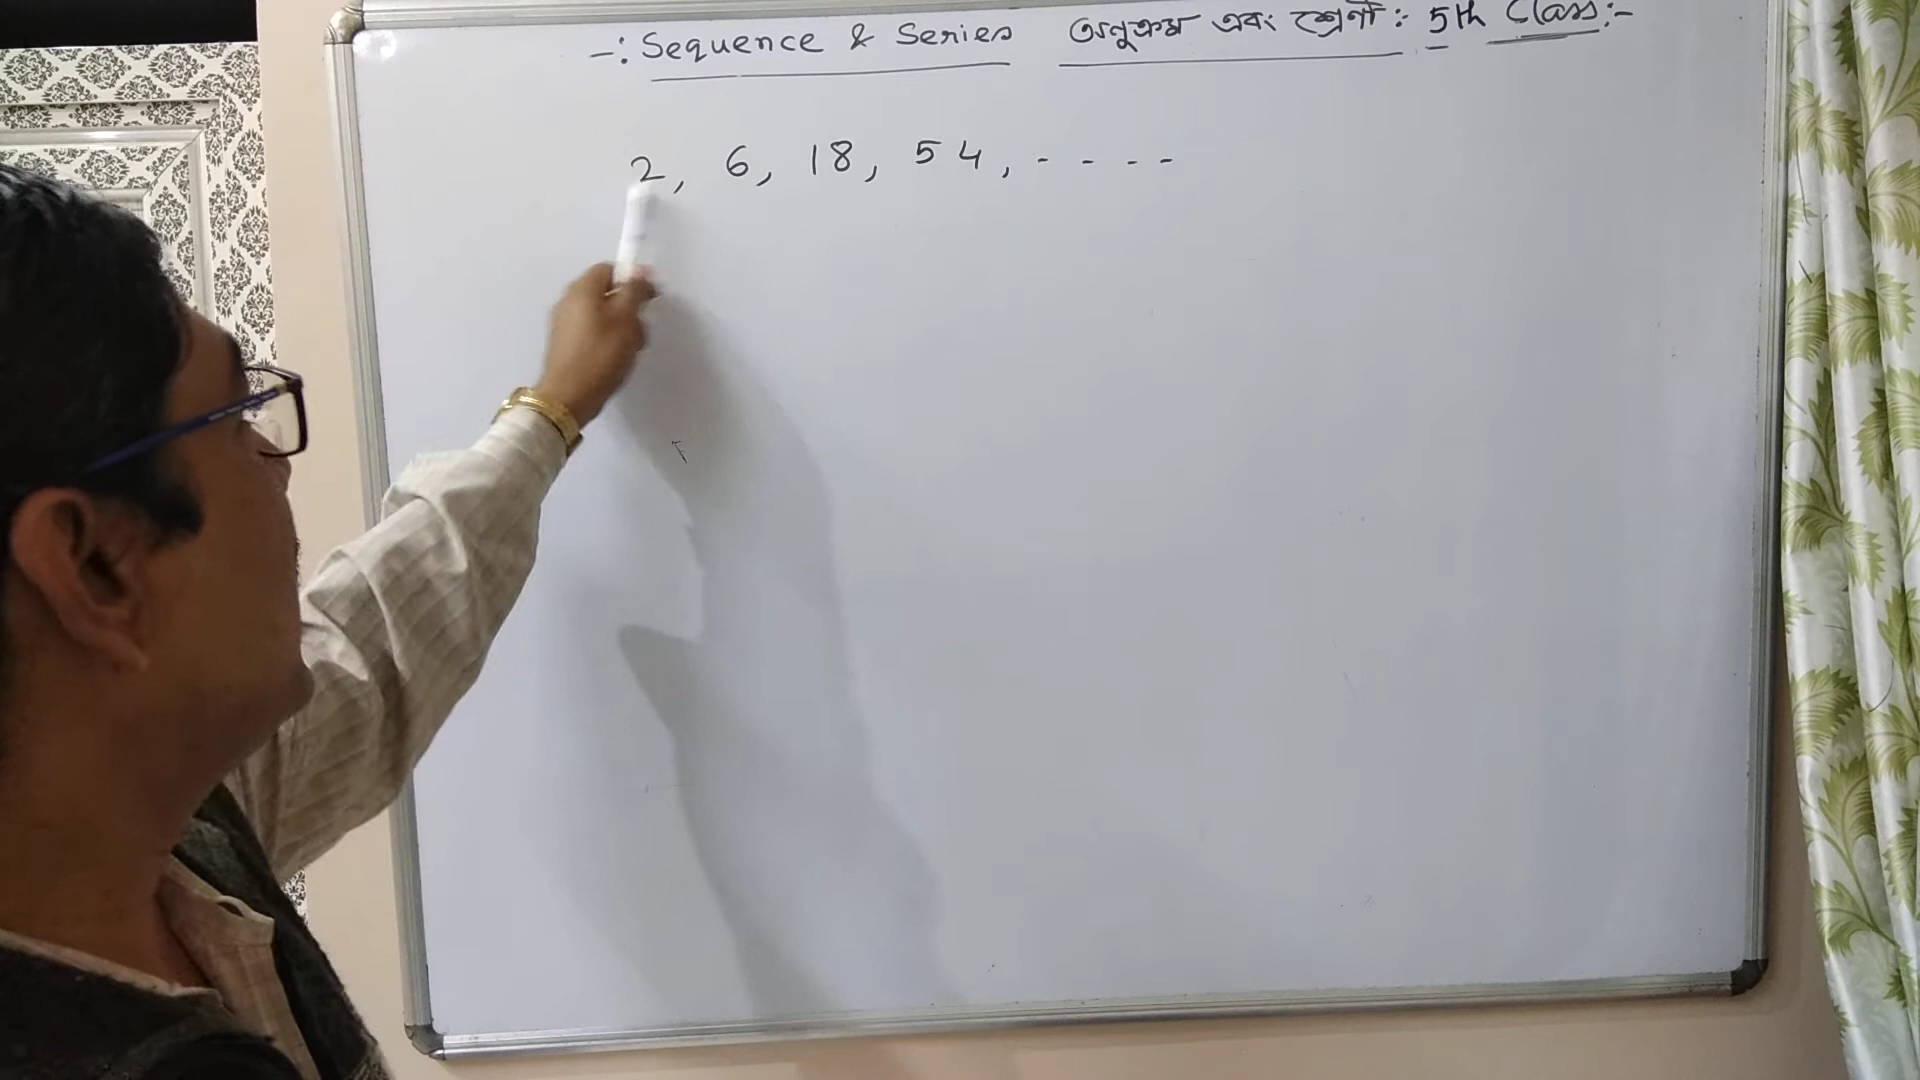 -: Sequence & Series অনুক্রম এবং শ্রেণী :- 5th Class :-
2, 6, 18, 54, - - - -